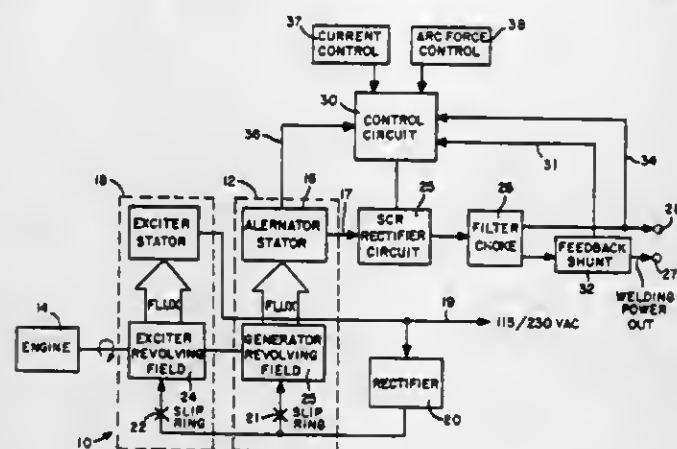 37
CURRENT
CONTROL
ARC FORCE
CONTROL
38
30
CONTROL
CIRCUIT
36
31
34
18
12
16
17
25
26
28
EXCITER
STATOR
ALERNATOR
STATOR
SCR
RECTIFIER
CIRCUIT
FILTER
CHOKE
FEEDBACK
SHUNT
32
27
WELDING
POWER
OUT
FLUX
FLUX
19
115/230 VAC
14
ENGINE
EXCITER
REVOLVING
FIELD
24
GENERATOR
REVOLVING
FIELD
25
RECTIFIER
20
22
SLIP
RING
21
SLIP
RING
10